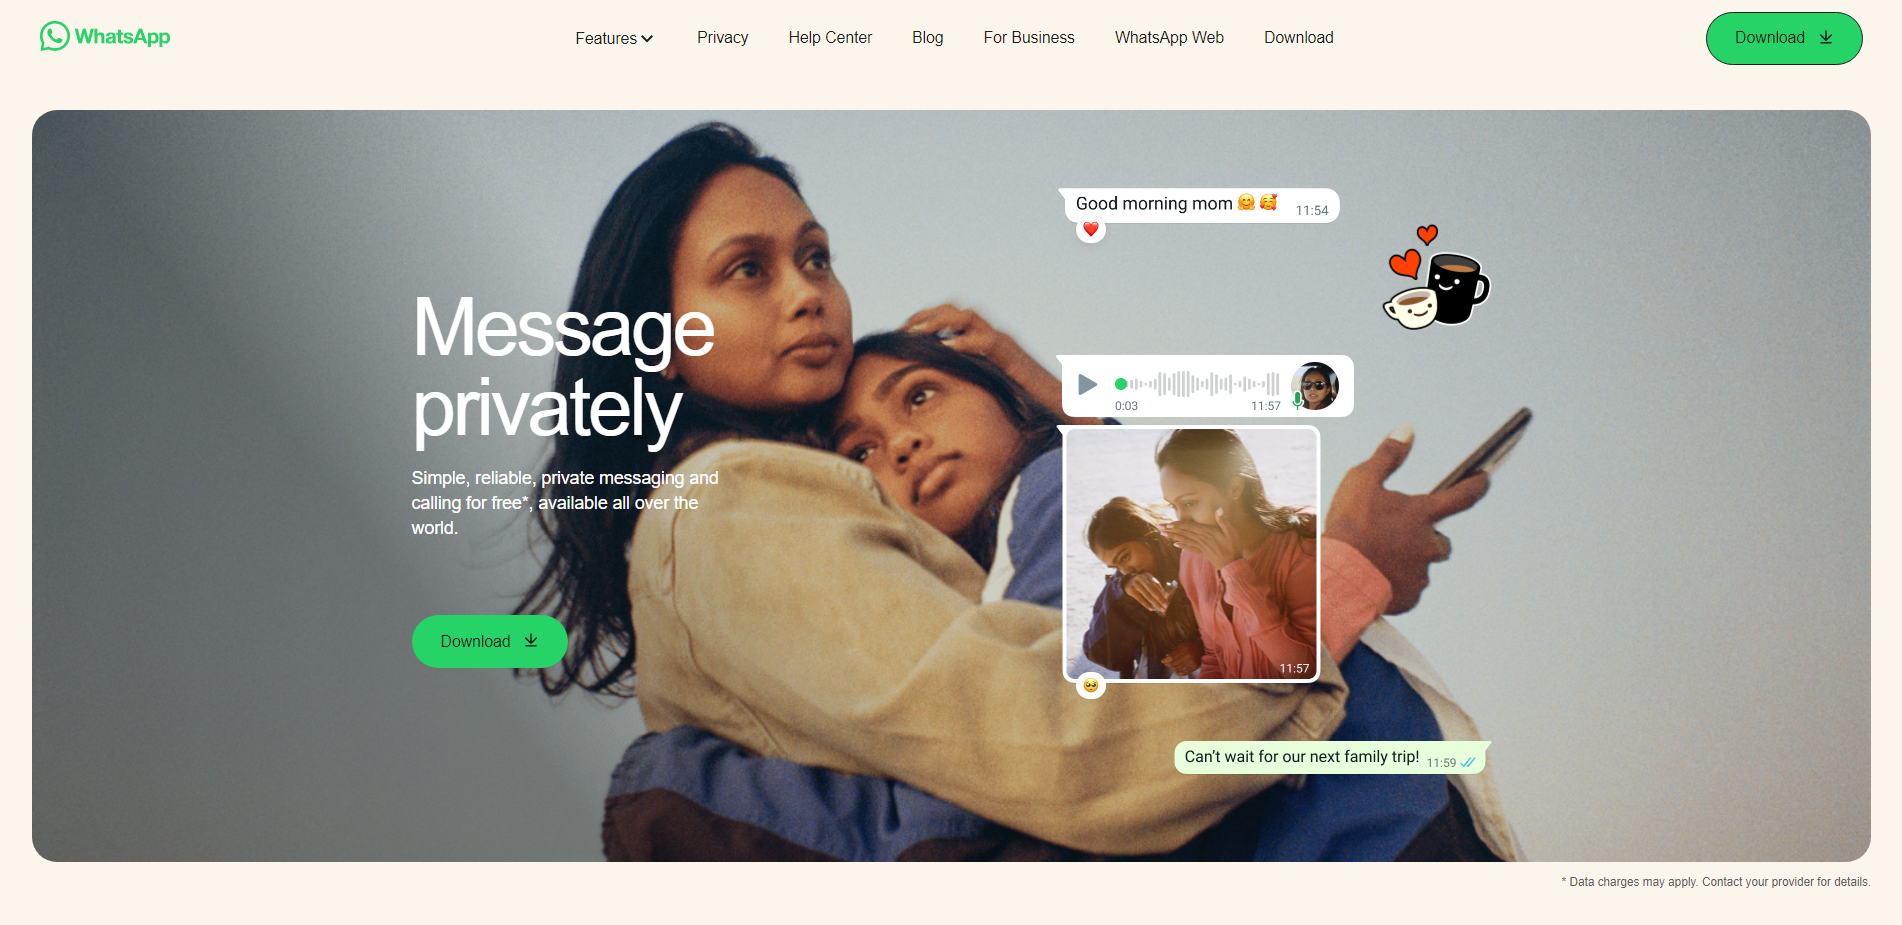 WhatsApp
Features
Privacy
Help Center
Blog
For Business
WhatsApp Web
Download
Download
Message
privately
Simple, reliable, private messaging and
calling for free*, available all over the
world.
Download
Good morning mom 🤗 🥰 11:54
❤️
0:03 11:57
11:57
🥺
Can’t wait for our next family trip! 11:59
* Data charges may apply. Contact your provider for details.